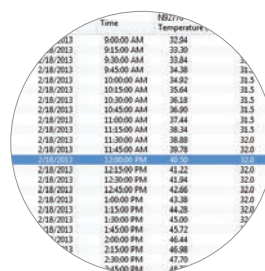 Time Temperature
9:00:00 AM 32.94
2/18/2013 9:15:00 AM 33.30
2/18/2013 9:30:00 AM 33.84
2/18/2013 9:45:00 AM 34.38 31.5
2/18/2013 10:00:00 AM 34.92 31.5
2/18/2013 10:15:00 AM 35.64 31.5
2/18/2013 10:30:00 AM 36.18 31.5
2/18/2013 10:45:00 AM 36.90 31.5
2/18/2013 11:00:00 AM 37.44 31.5
2/18/2013 11:15:00 AM 38.34 31.5
2/18/2013 11:30:00 AM 38.88 32.0
2/18/2013 11:45:00 AM 39.78 32.0
2/18/2013 12:00:00 PM 40.50 32.0
2/18/2013 12:15:00 PM 41.22 32.0
2/18/2013 12:30:00 PM 41.94 32.0
2/18/2013 12:45:00 PM 42.66 32.0
2/18/2013 1:00:00 PM 43.38 32.0
2/18/2013 1:15:00 PM 44.28 32.0
2/18/2013 1:30:00 PM 45.00 32.0
2/18/2013 1:45:00 PM 45.72
2/18/2013 2:00:00 PM 46.44
2:15:00 PM 46.98
2:30:00 PM 47.70